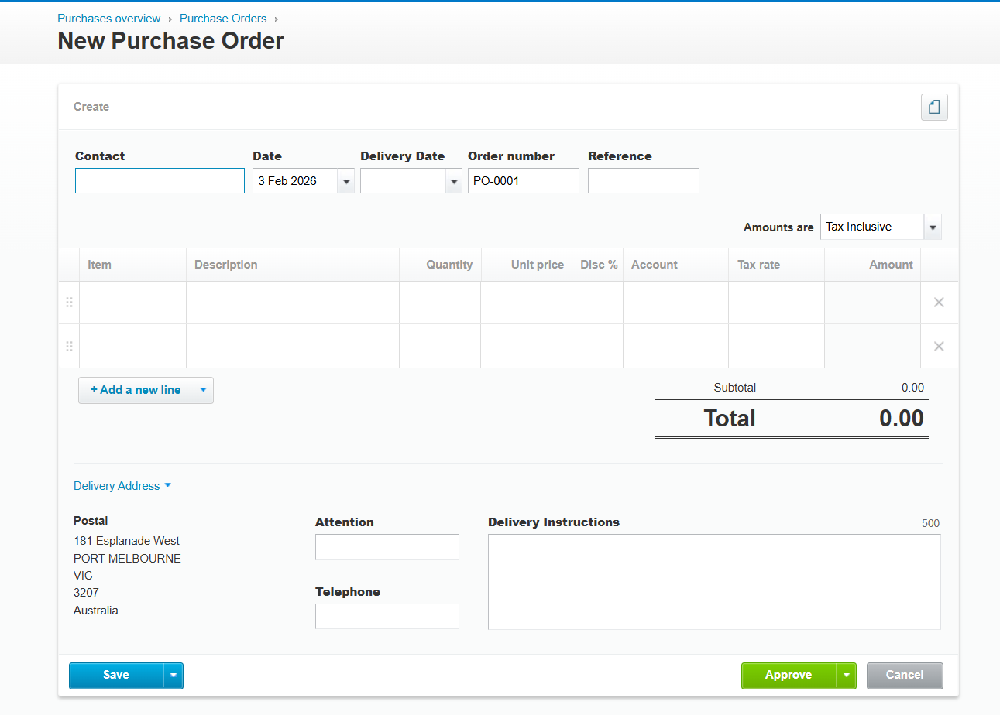 Purchases overview › Purchase Orders ›
New Purchase Order
Create
Contact Date Delivery Date Order number Reference
3 Feb 2026 PO-0001
Amounts are Tax Inclusive
Item Description Quantity Unit price Disc % Account Tax rate Amount
+ Add a new line
Subtotal 0.00
Total 0.00
Delivery Address
Postal
181 Esplanade West
PORT MELBOURNE
VIC
3207
Australia
Attention
Telephone
Delivery Instructions 500
Save Approve Cancel